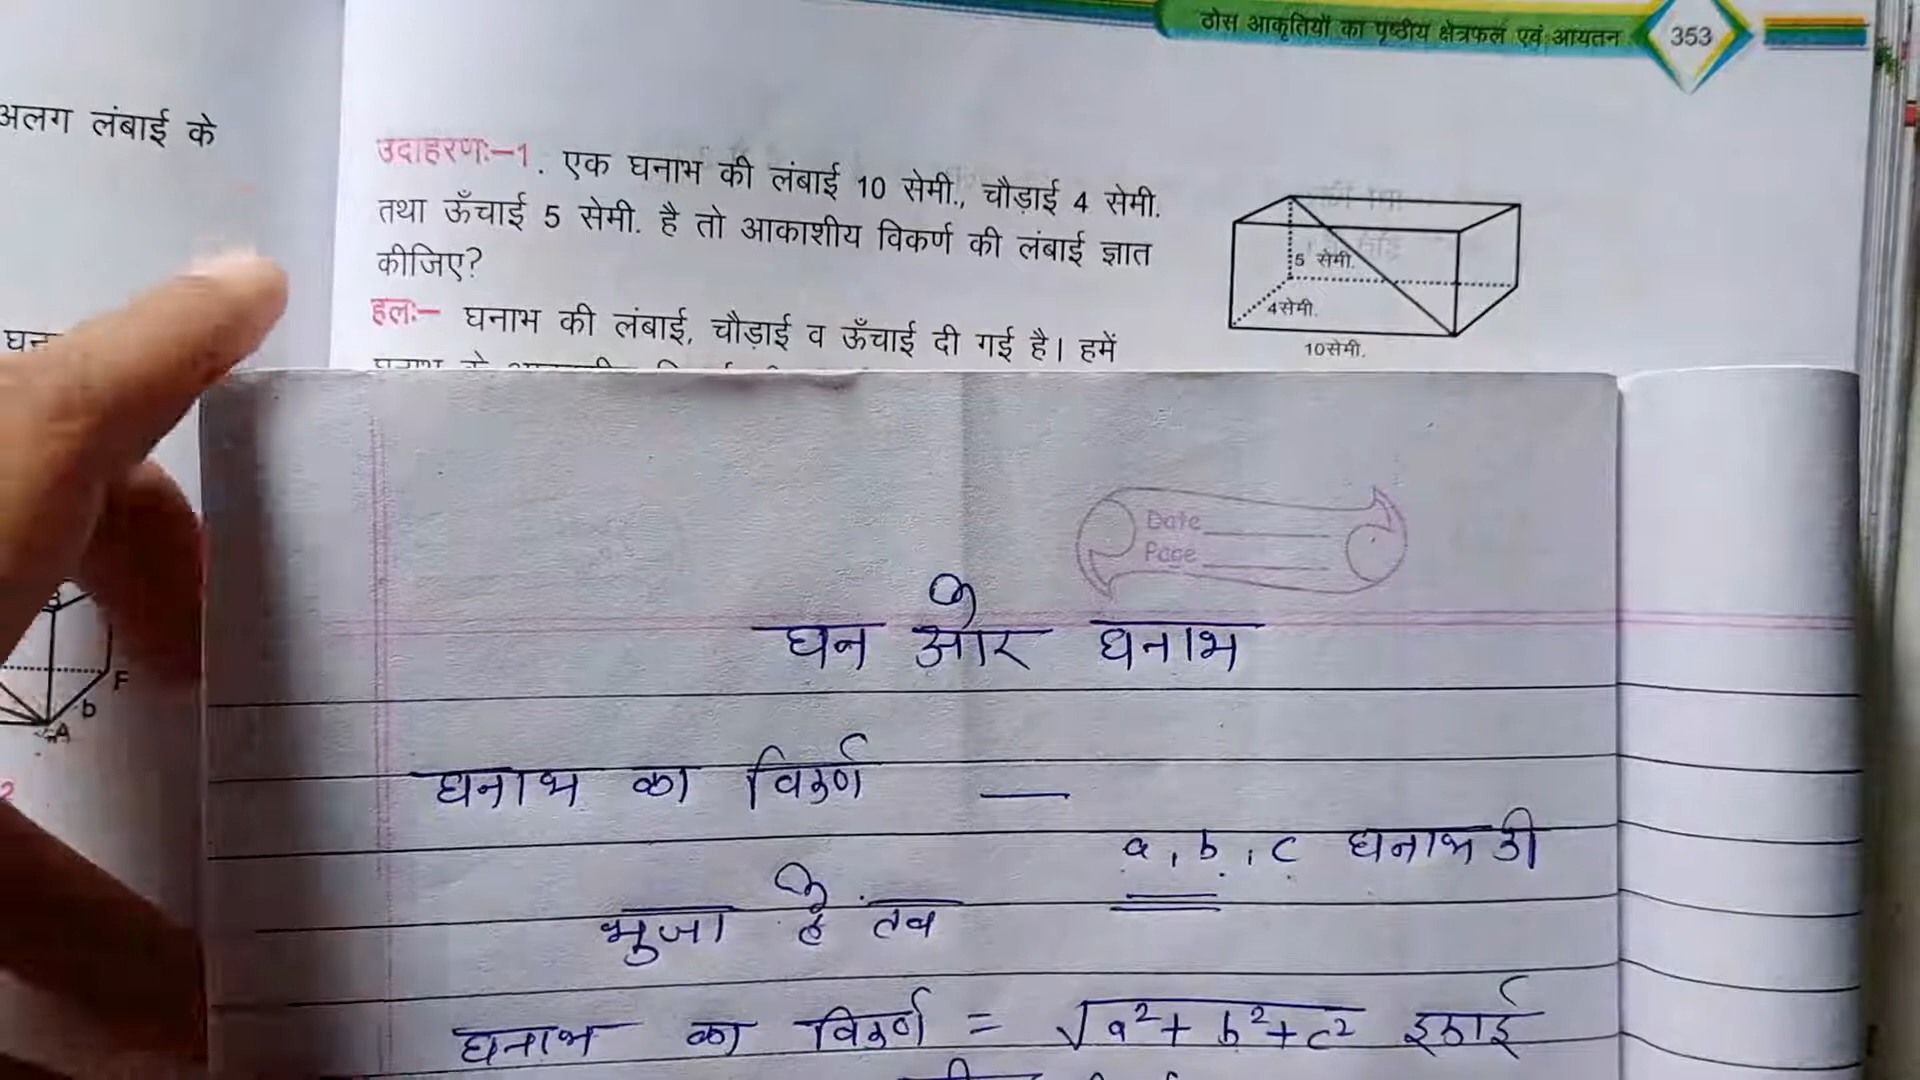 ठोस आकृतियों का पृष्ठीय क्षेत्रफल एवं आयतन 353
अलग लंबाई के
उदाहरणः–1. एक घनाभ की लंबाई 10 सेमी., चौड़ाई 4 सेमी.
तथा ऊँचाई 5 सेमी. है तो आकाशीय विकर्ण की लंबाई ज्ञात
कीजिए?
हलः– घनाभ की लंबाई, चौड़ाई व ऊँचाई दी गई है। हमें
5 सेमी.
4सेमी.
10सेमी.
Date
Page
घन और घनाभ
घनाभ का विकर्ण —
a, b, c घनाभ की
भुजा है तब
घनाभ का विकर्ण = √a²+ b²+c² इकाई
F
b
A